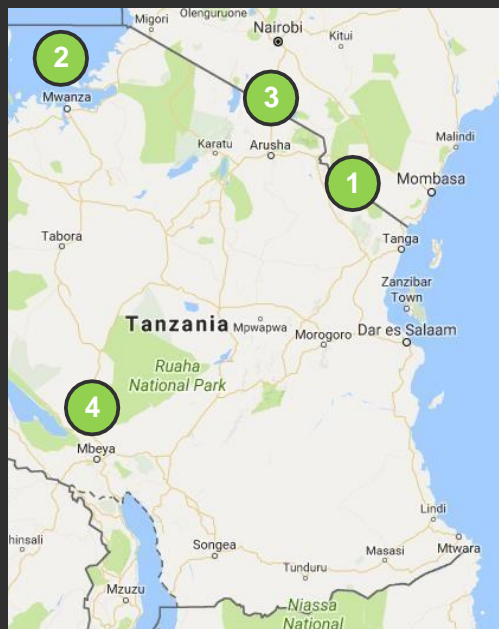 Olenguruone
Migori
Nairobi
Kitui
2
Mwanza
3
Karatu
Arusha
Malindi
1
Mombasa
Tabora
Tanga
Zanzibar
Town
Tanzania
Mpwapwa
Morogoro
Dar es Salaam
Ruaha
National Park
4
Mbeya
Lindi
hinsali
Songea
Masasi
Mtwara
Tunduru
Mzuzu
Niassa
National